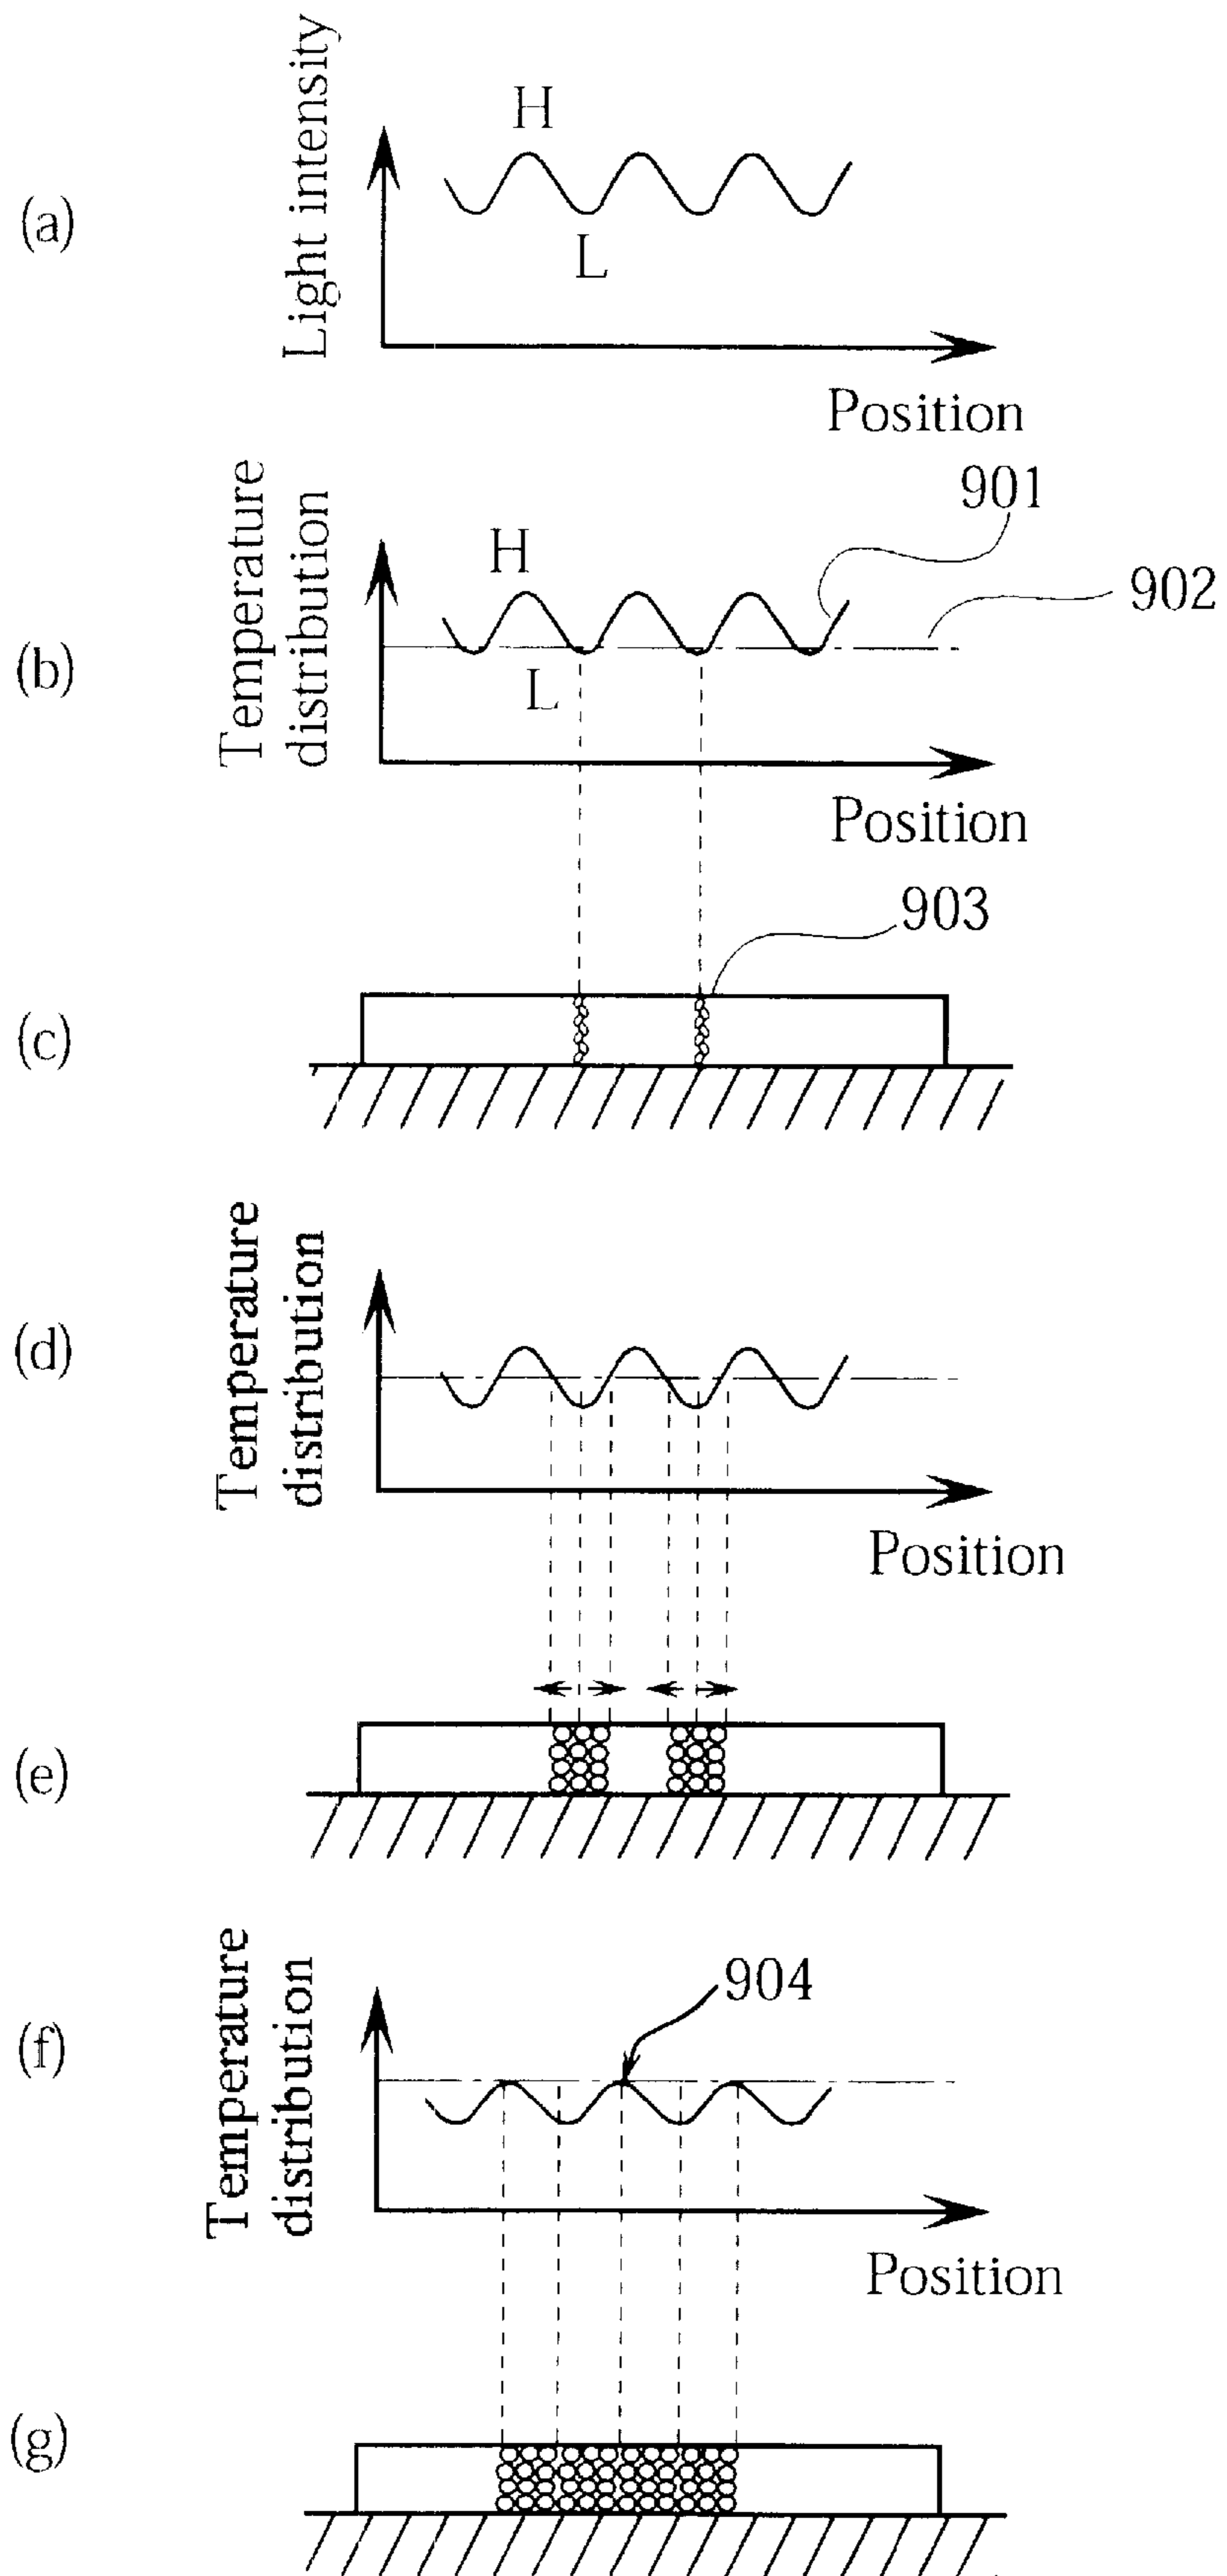 (a)
Light intensity
H
L
Position
(b)
Temperature
distribution
H
L
901
902
Position
(c)
903
(d)
Temperature
distribution
Position
(e)
(f)
Temperature
distribution
904
Position
(g)